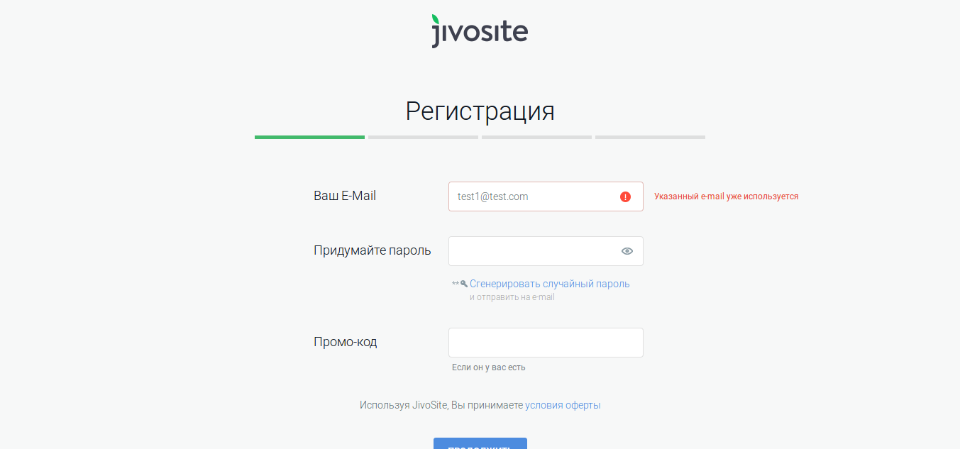 jivosite
Регистрация
Ваш E-Mail
test1@test.com
Указанный e-mail уже используется
Придумайте пароль
** Сгенерировать случайный пароль
и отправить на e-mail
Промо-код
Если он у вас есть
Используя JivoSite, Вы принимаете условия оферты